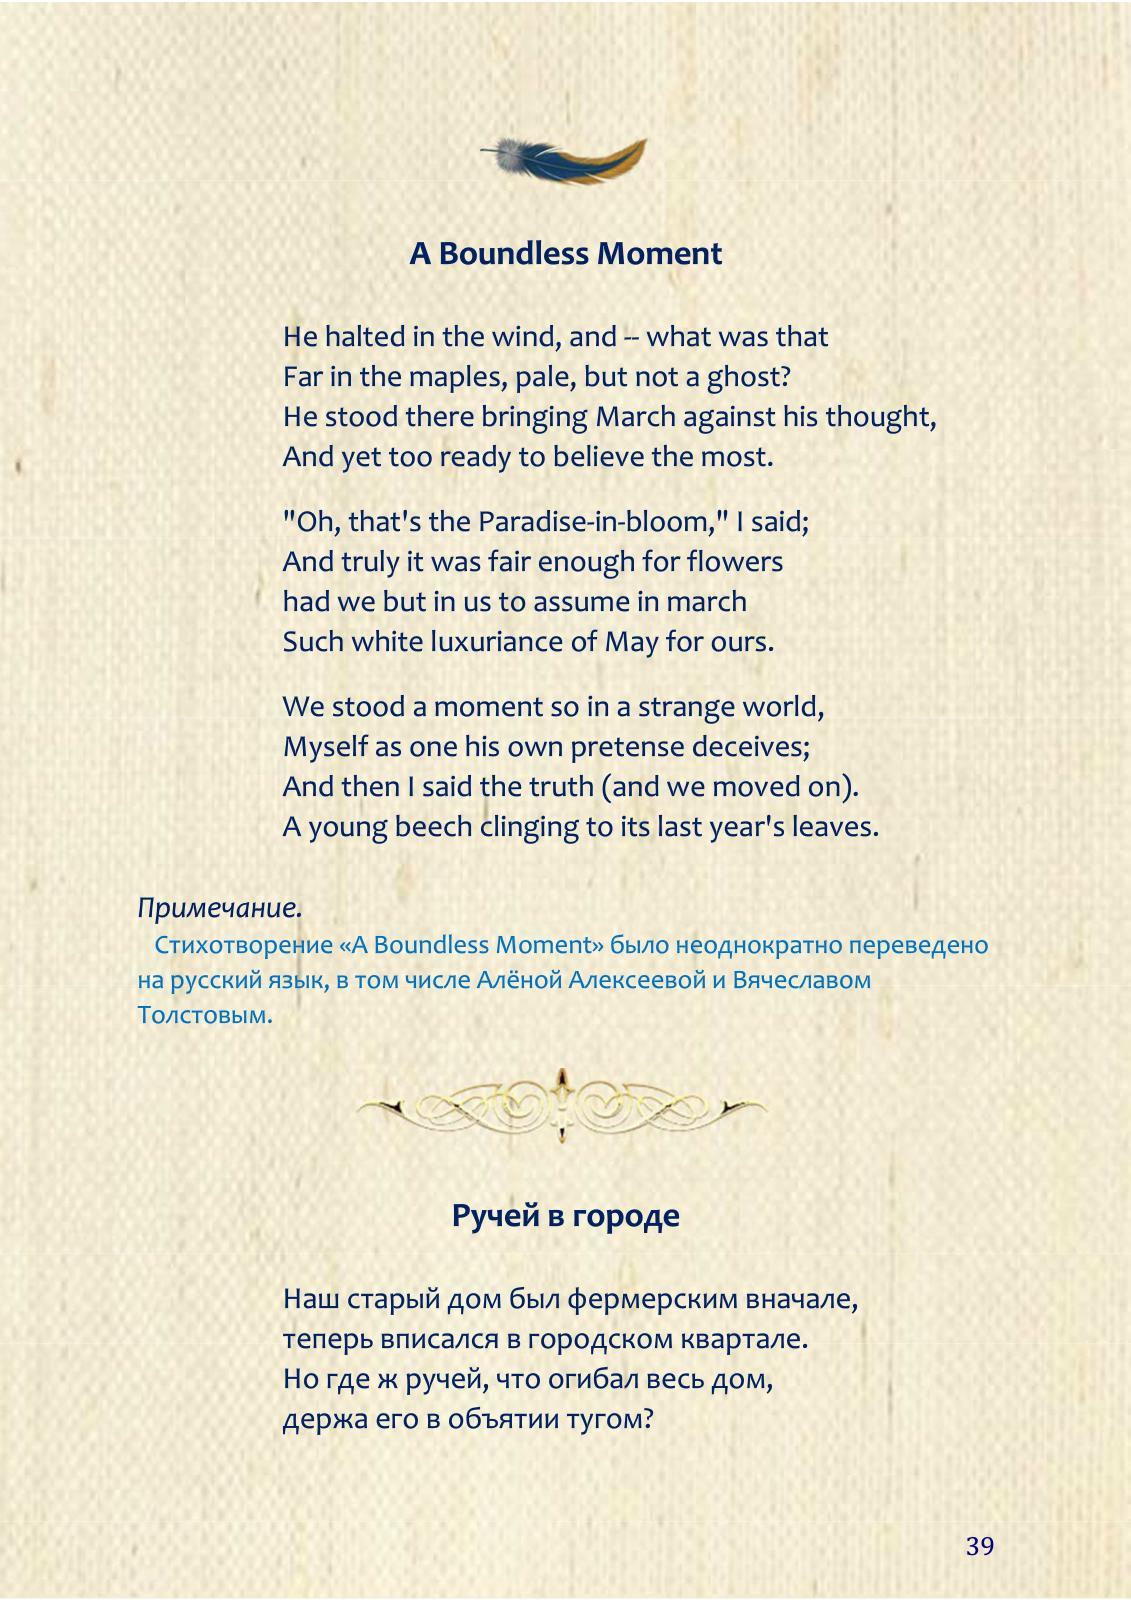 A Boundless Moment
He halted in the wind, and -- what was that
Far in the maples, pale, but not a ghost?
He stood there bringing March against his thought,
And yet too ready to believe the most.
"Oh, that's the Paradise-in-bloom," I said;
And truly it was fair enough for flowers
had we but in us to assume in march
Such white luxuriance of May for ours.
We stood a moment so in a strange world,
Myself as one his own pretense deceives;
And then I said the truth (and we moved on).
A young beech clinging to its last year's leaves.
Примечание.
Стихотворение «A Boundless Moment» было неоднократно переведено
на русский язык, в том числе Алёной Алексеевой и Вячеславом
Толстовым.
Ручей в городе
Наш старый дом был фермерским вначале,
теперь вписался в городском квартале.
Но где ж ручей, что огибал весь дом,
держа его в объятии тугом?
39